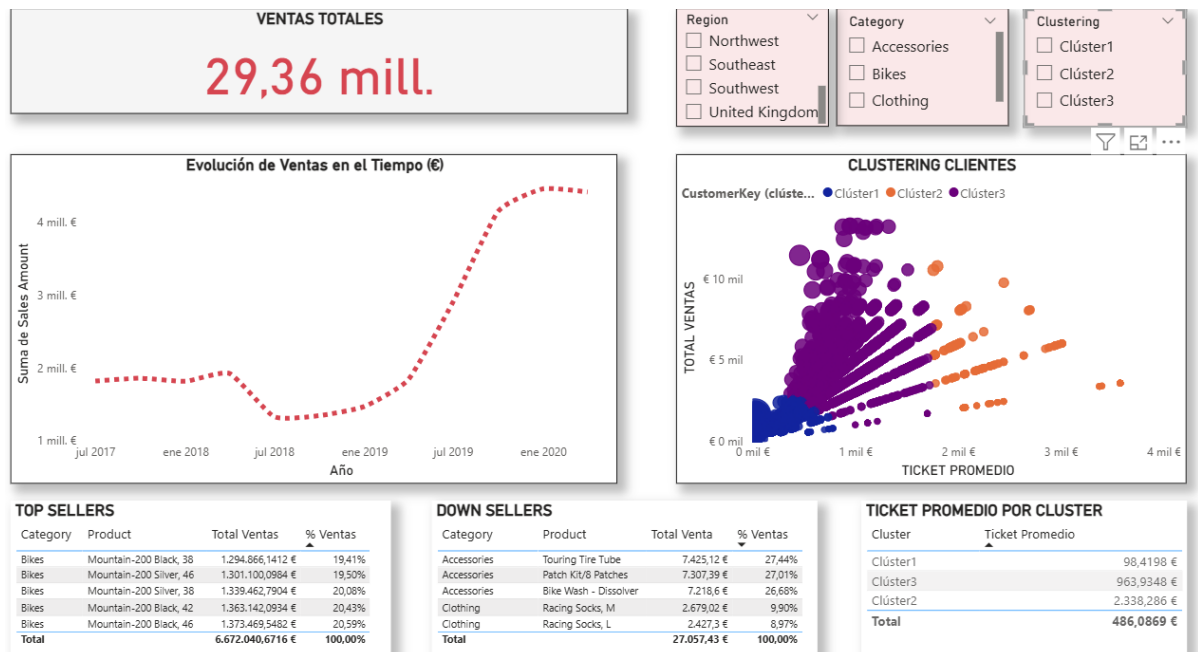 VENTAS TOTALES
29,36 mill.
Region
Northwest
Southeast
Southwest
United Kingdom
Category
Accessories
Bikes
Clothing
Clustering
Clúster1
Clúster2
Clúster3
Evolución de Ventas en el Tiempo (€)
Suma de Sales Amount
4 mill. €
3 mill. €
2 mill. €
1 mill. €
jul 2017 ene 2018 jul 2018 ene 2019 jul 2019 ene 2020
Año
CLUSTERING CLIENTES
CustomerKey (clúste... Clúster1 Clúster2 Clúster3
TOTAL VENTAS
€ 10 mil
€ 5 mil
€ 0 mil
0 mil € 1 mil € 2 mil € 3 mil € 4 mil €
TICKET PROMEDIO
TOP SELLERS
Category Product Total Ventas % Ventas
Bikes Mountain-200 Black, 38 1.294.866,1412 € 19,41%
Bikes Mountain-200 Silver, 46 1.301.100,0984 € 19,50%
Bikes Mountain-200 Silver, 38 1.339.462,7904 € 20,08%
Bikes Mountain-200 Black, 42 1.363.142,0934 € 20,43%
Bikes Mountain-200 Black, 46 1.373.469,5482 € 20,59%
Total 6.672.040,6716 € 100,00%
DOWN SELLERS
Category Product Total Venta % Ventas
Accessories Touring Tire Tube 7.425,12 € 27,44%
Accessories Patch Kit/8 Patches 7.307,39 € 27,01%
Accessories Bike Wash - Dissolver 7.218,6 € 26,68%
Clothing Racing Socks, M 2.679,02 € 9,90%
Clothing Racing Socks, L 2.427,3 € 8,97%
Total 27.057,43 € 100,00%
TICKET PROMEDIO POR CLUSTER
Cluster Ticket Promedio
Clúster1 98,4198 €
Clúster3 963,9348 €
Clúster2 2.338,286 €
Total 486,0869 €